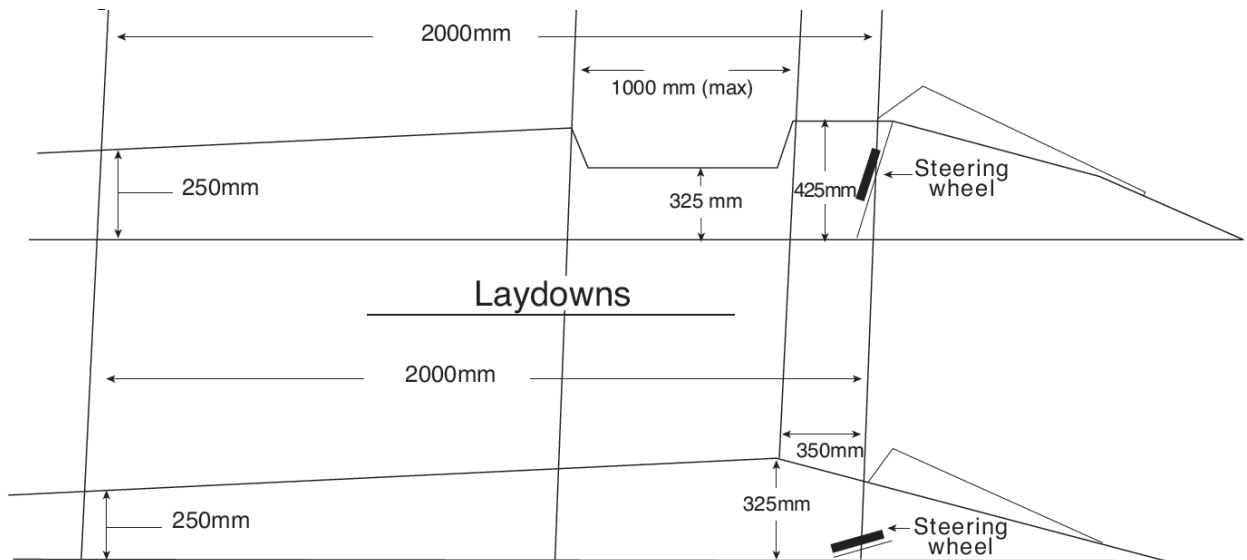 2000mm
1000 mm (max)
250mm
325 mm
425mm
Steering
wheel
Laydowns
2000mm
350mm
250mm
325mm
Steering
wheel